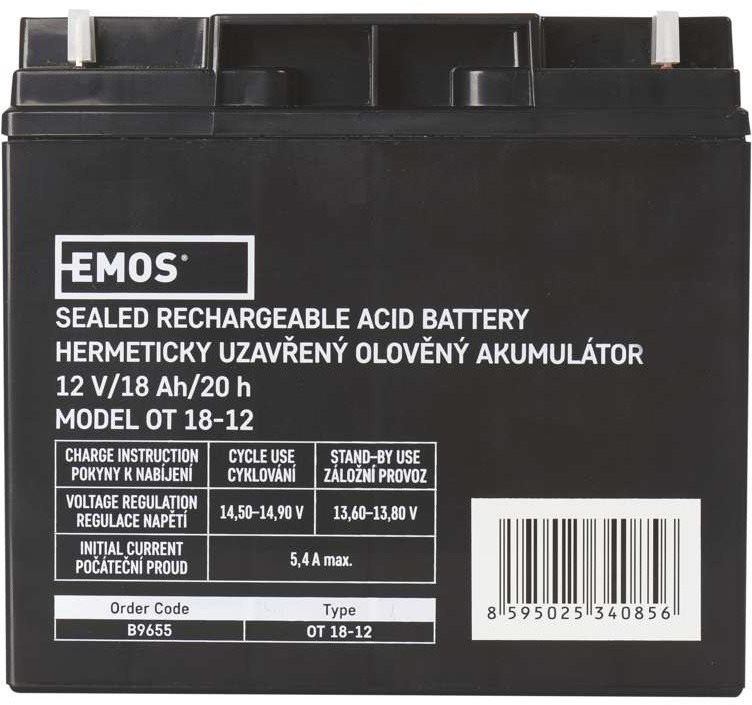 EMOS®
SEALED RECHARGEABLE ACID BATTERY
HERMETICKY UZAVŘENÝ OLOVĚNÝ AKUMULÁTOR
12 V/18 Ah/20 h
MODEL OT 18-12
CHARGE INSTRUCTION CYCLE USE STAND-BY USE
POKYNY K NABÍJENÍ CYKLOVÁNÍ ZÁLOŽNÍ PROVOZ
VOLTAGE REGULATION
REGULACE NAPĚTÍ 14,50–14,90 V 13,60–13,80 V
INITIAL CURRENT
POČÁTEČNÍ PROUD 5,4 A max.
Order Code Type
B9655 OT 18-12
8 595025 340856